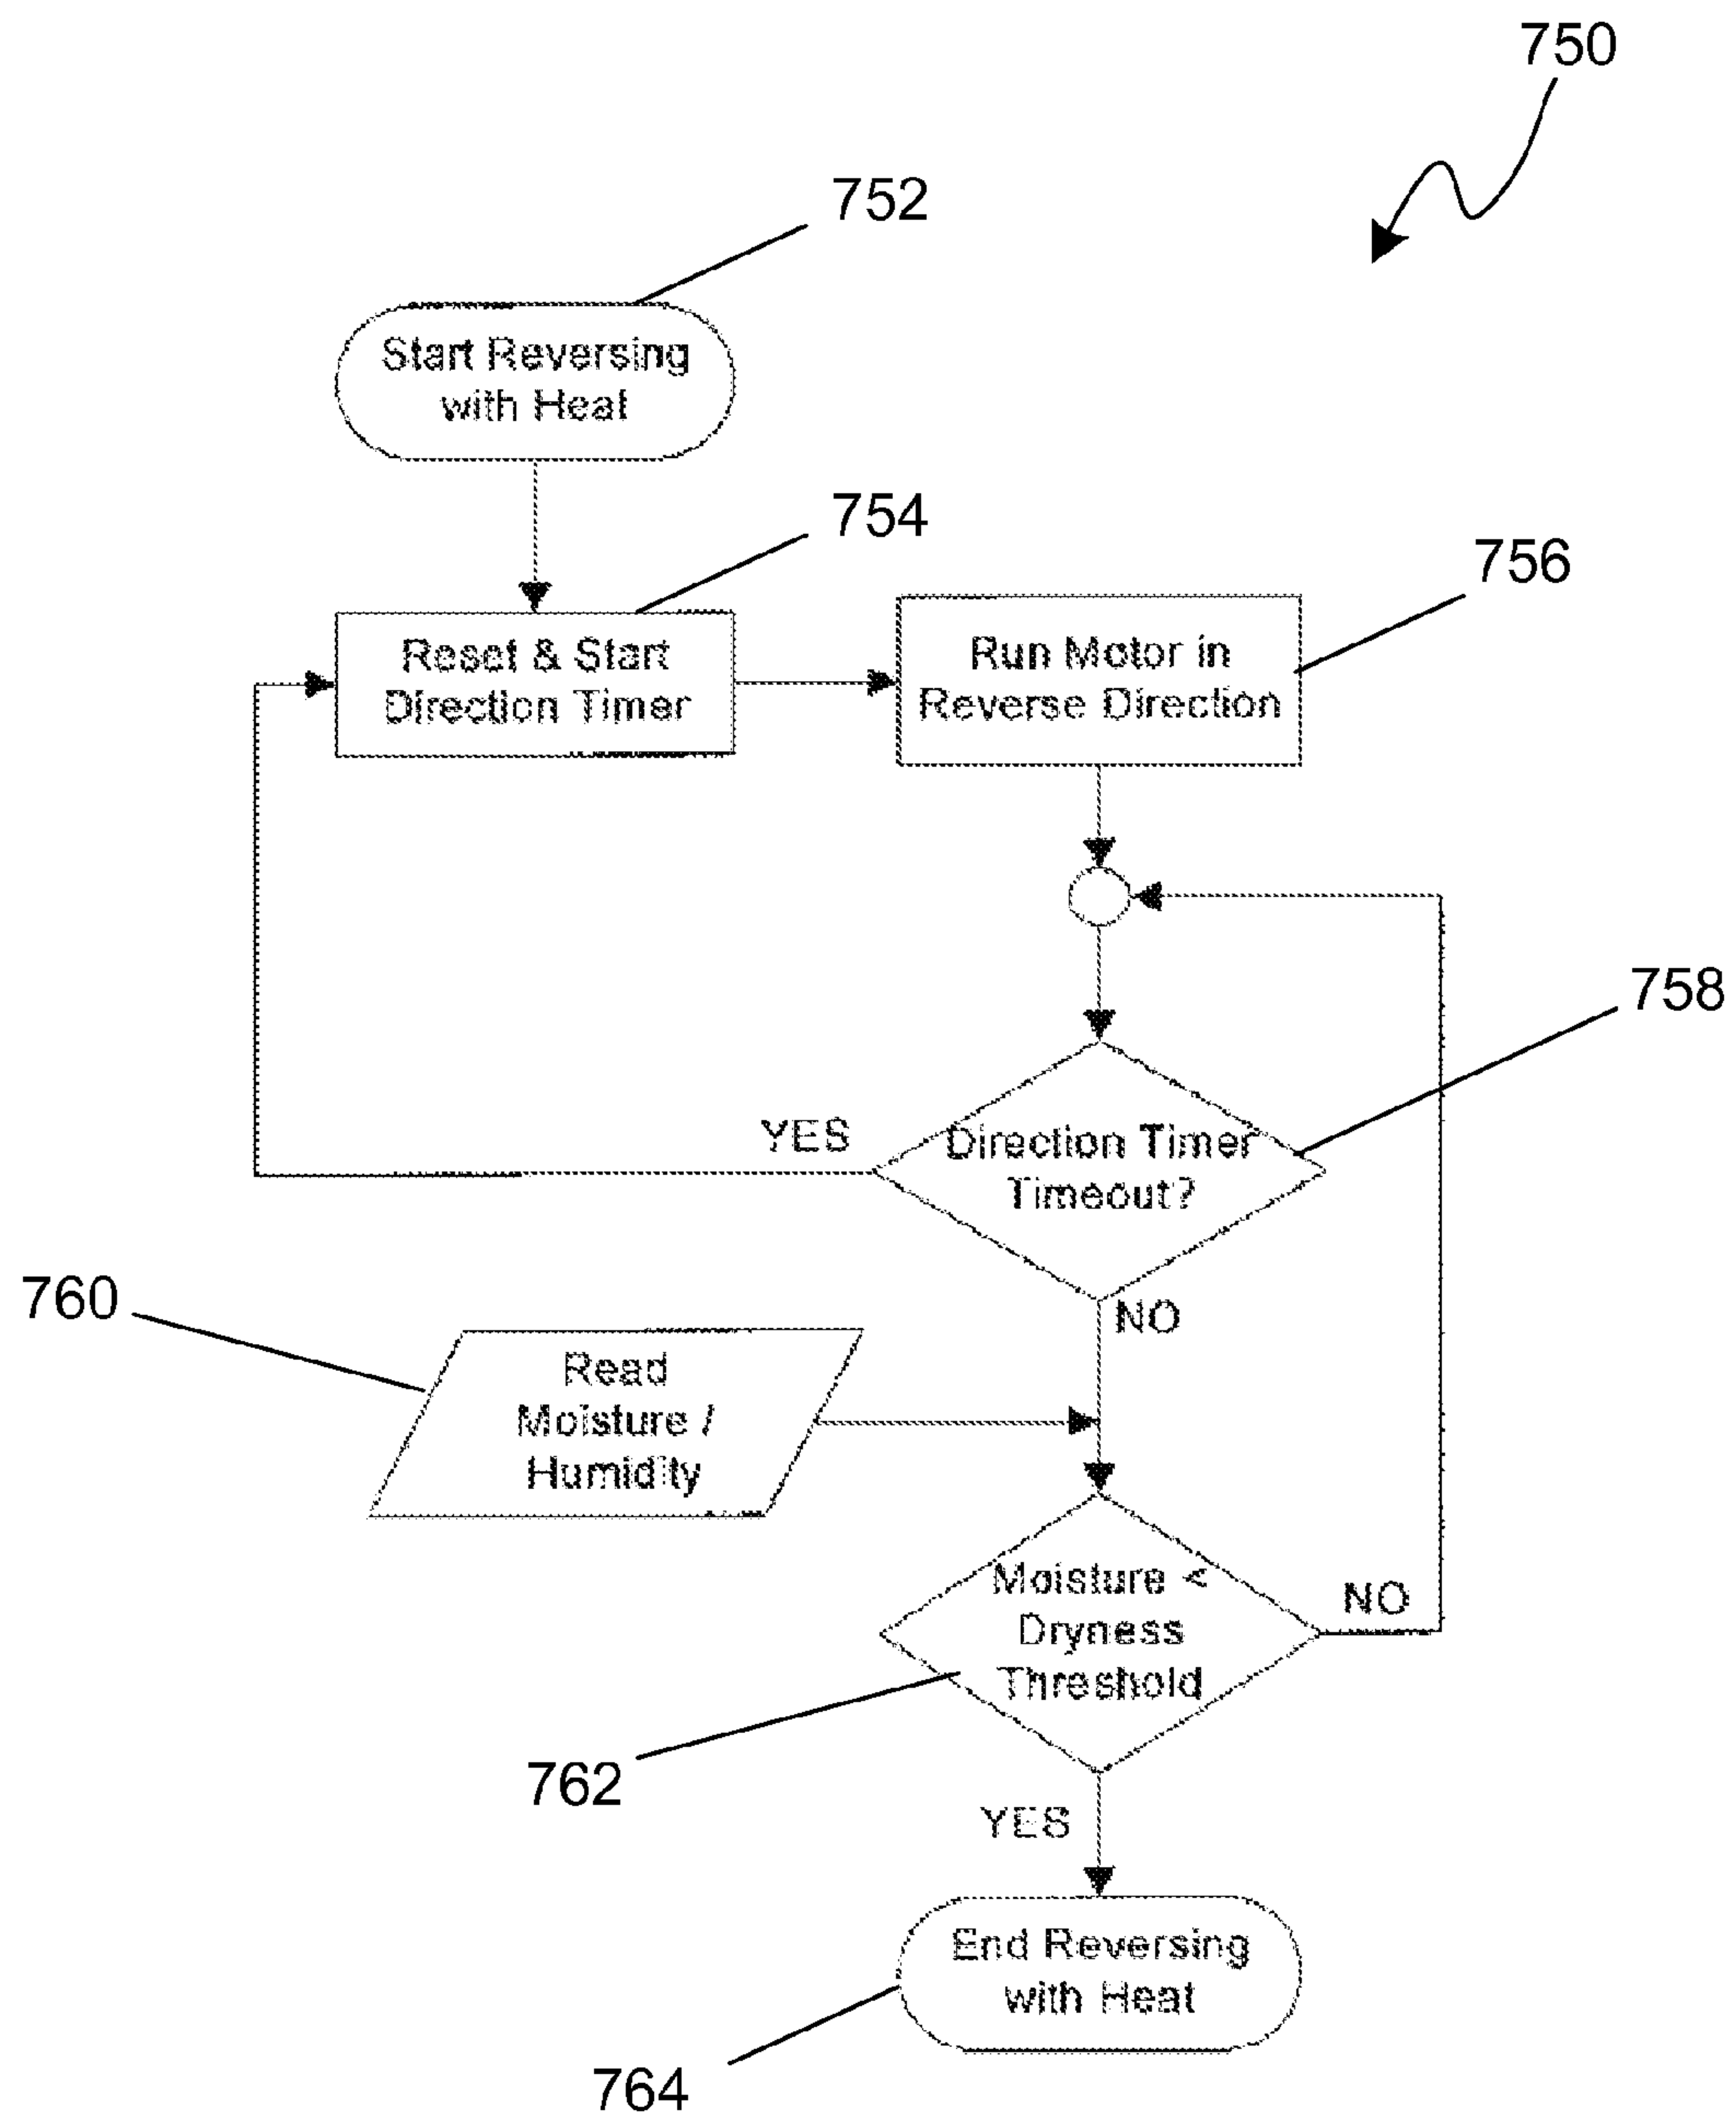 750
752
Start Reversing
with Heat
754
756
Reset & Start
Direction Timer
Run Motor in
Reverse Direction
758
YES
Direction Timer
Timeout?
760
NO
Read
Moisture /
Humidity
Moisture <
Dryness
Threshold
NO
762
YES
End Reversing
with Heat
764